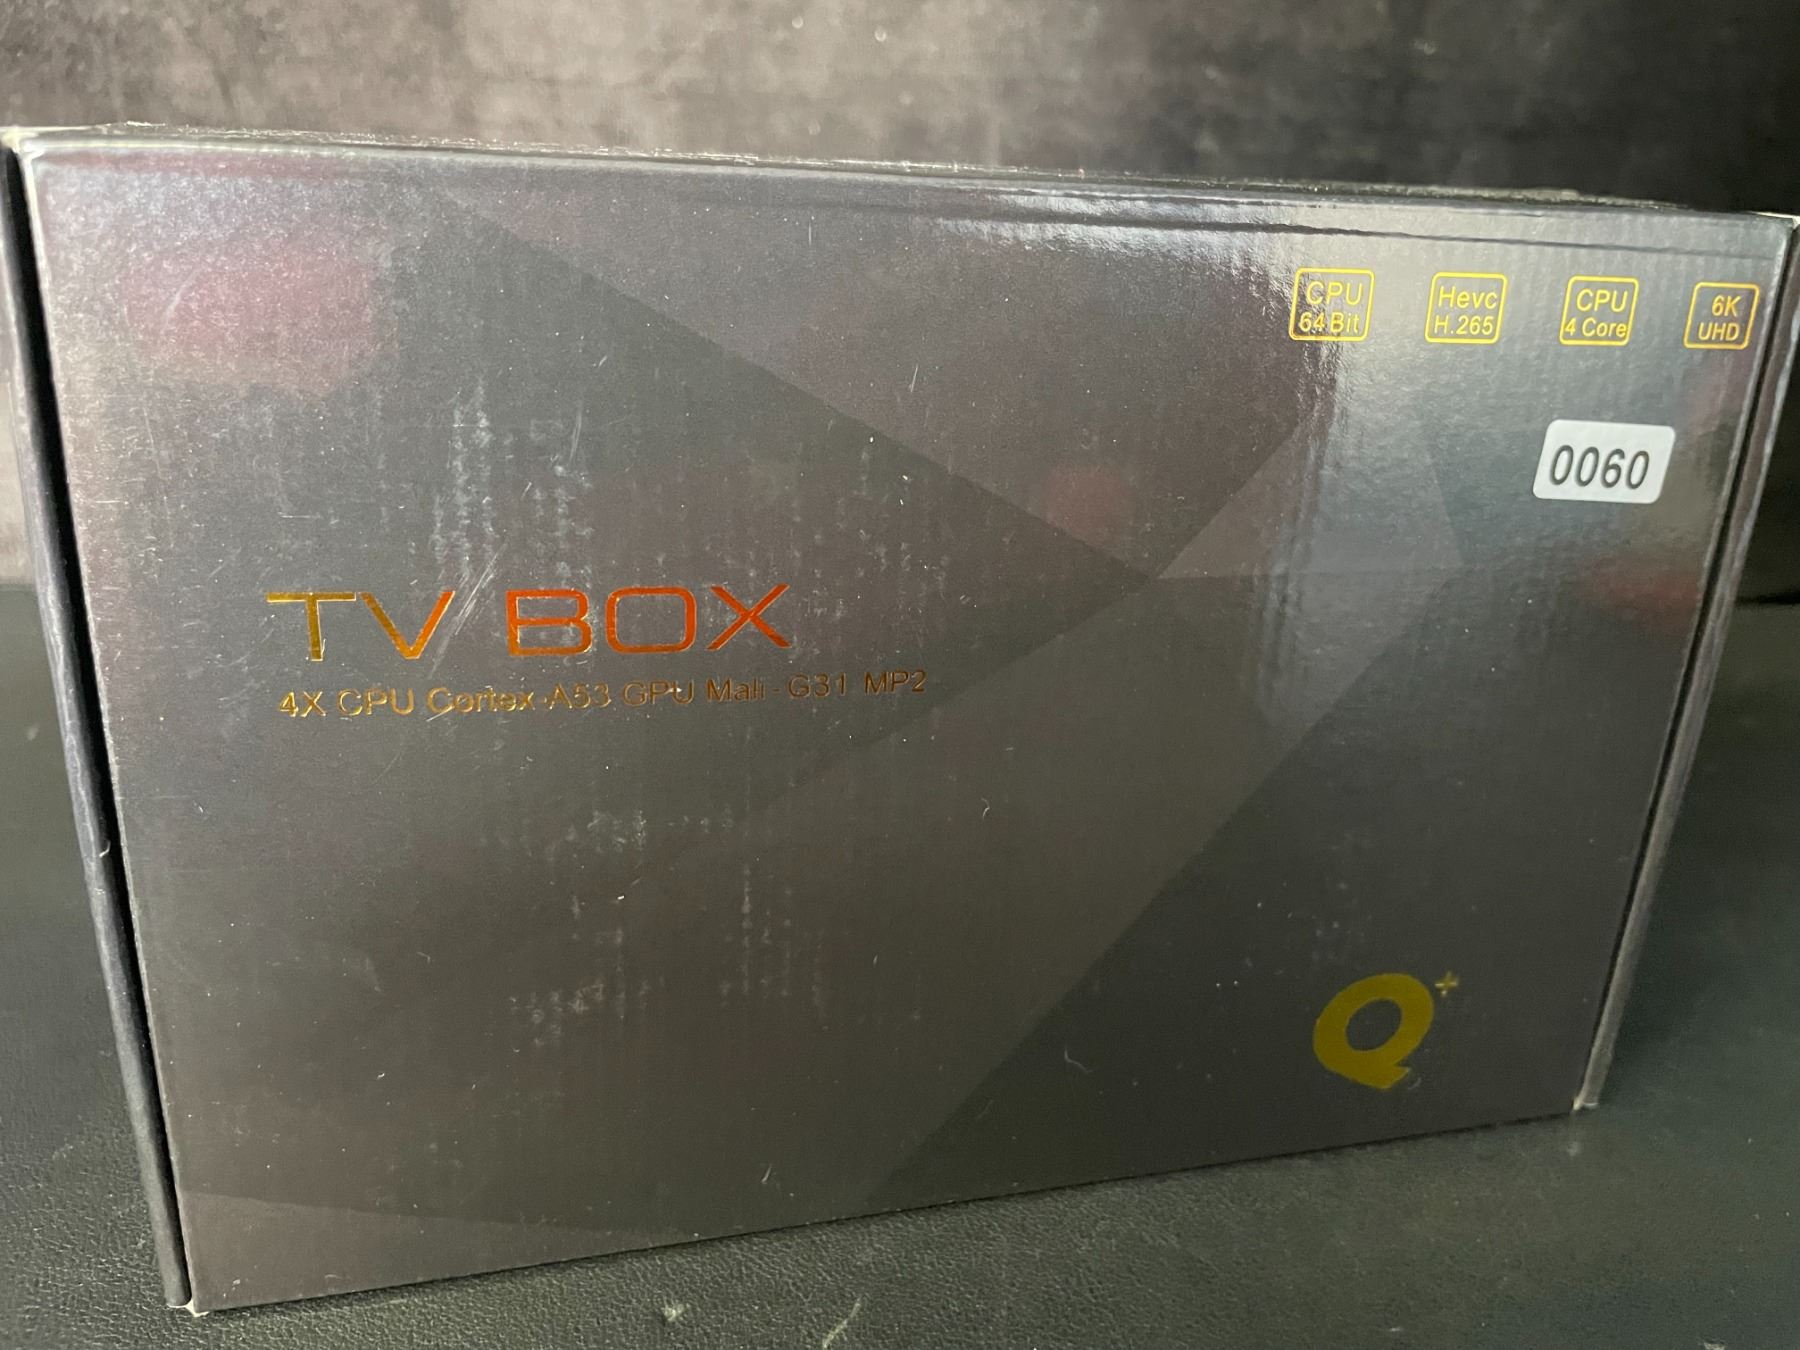 CPU
64 Bit
Hevc
H.265
CPU
4 Core
6K
UHD
0060
TV BOX
4X CPU Cortex-A53 GPU Mali-G31 MP2
Q+